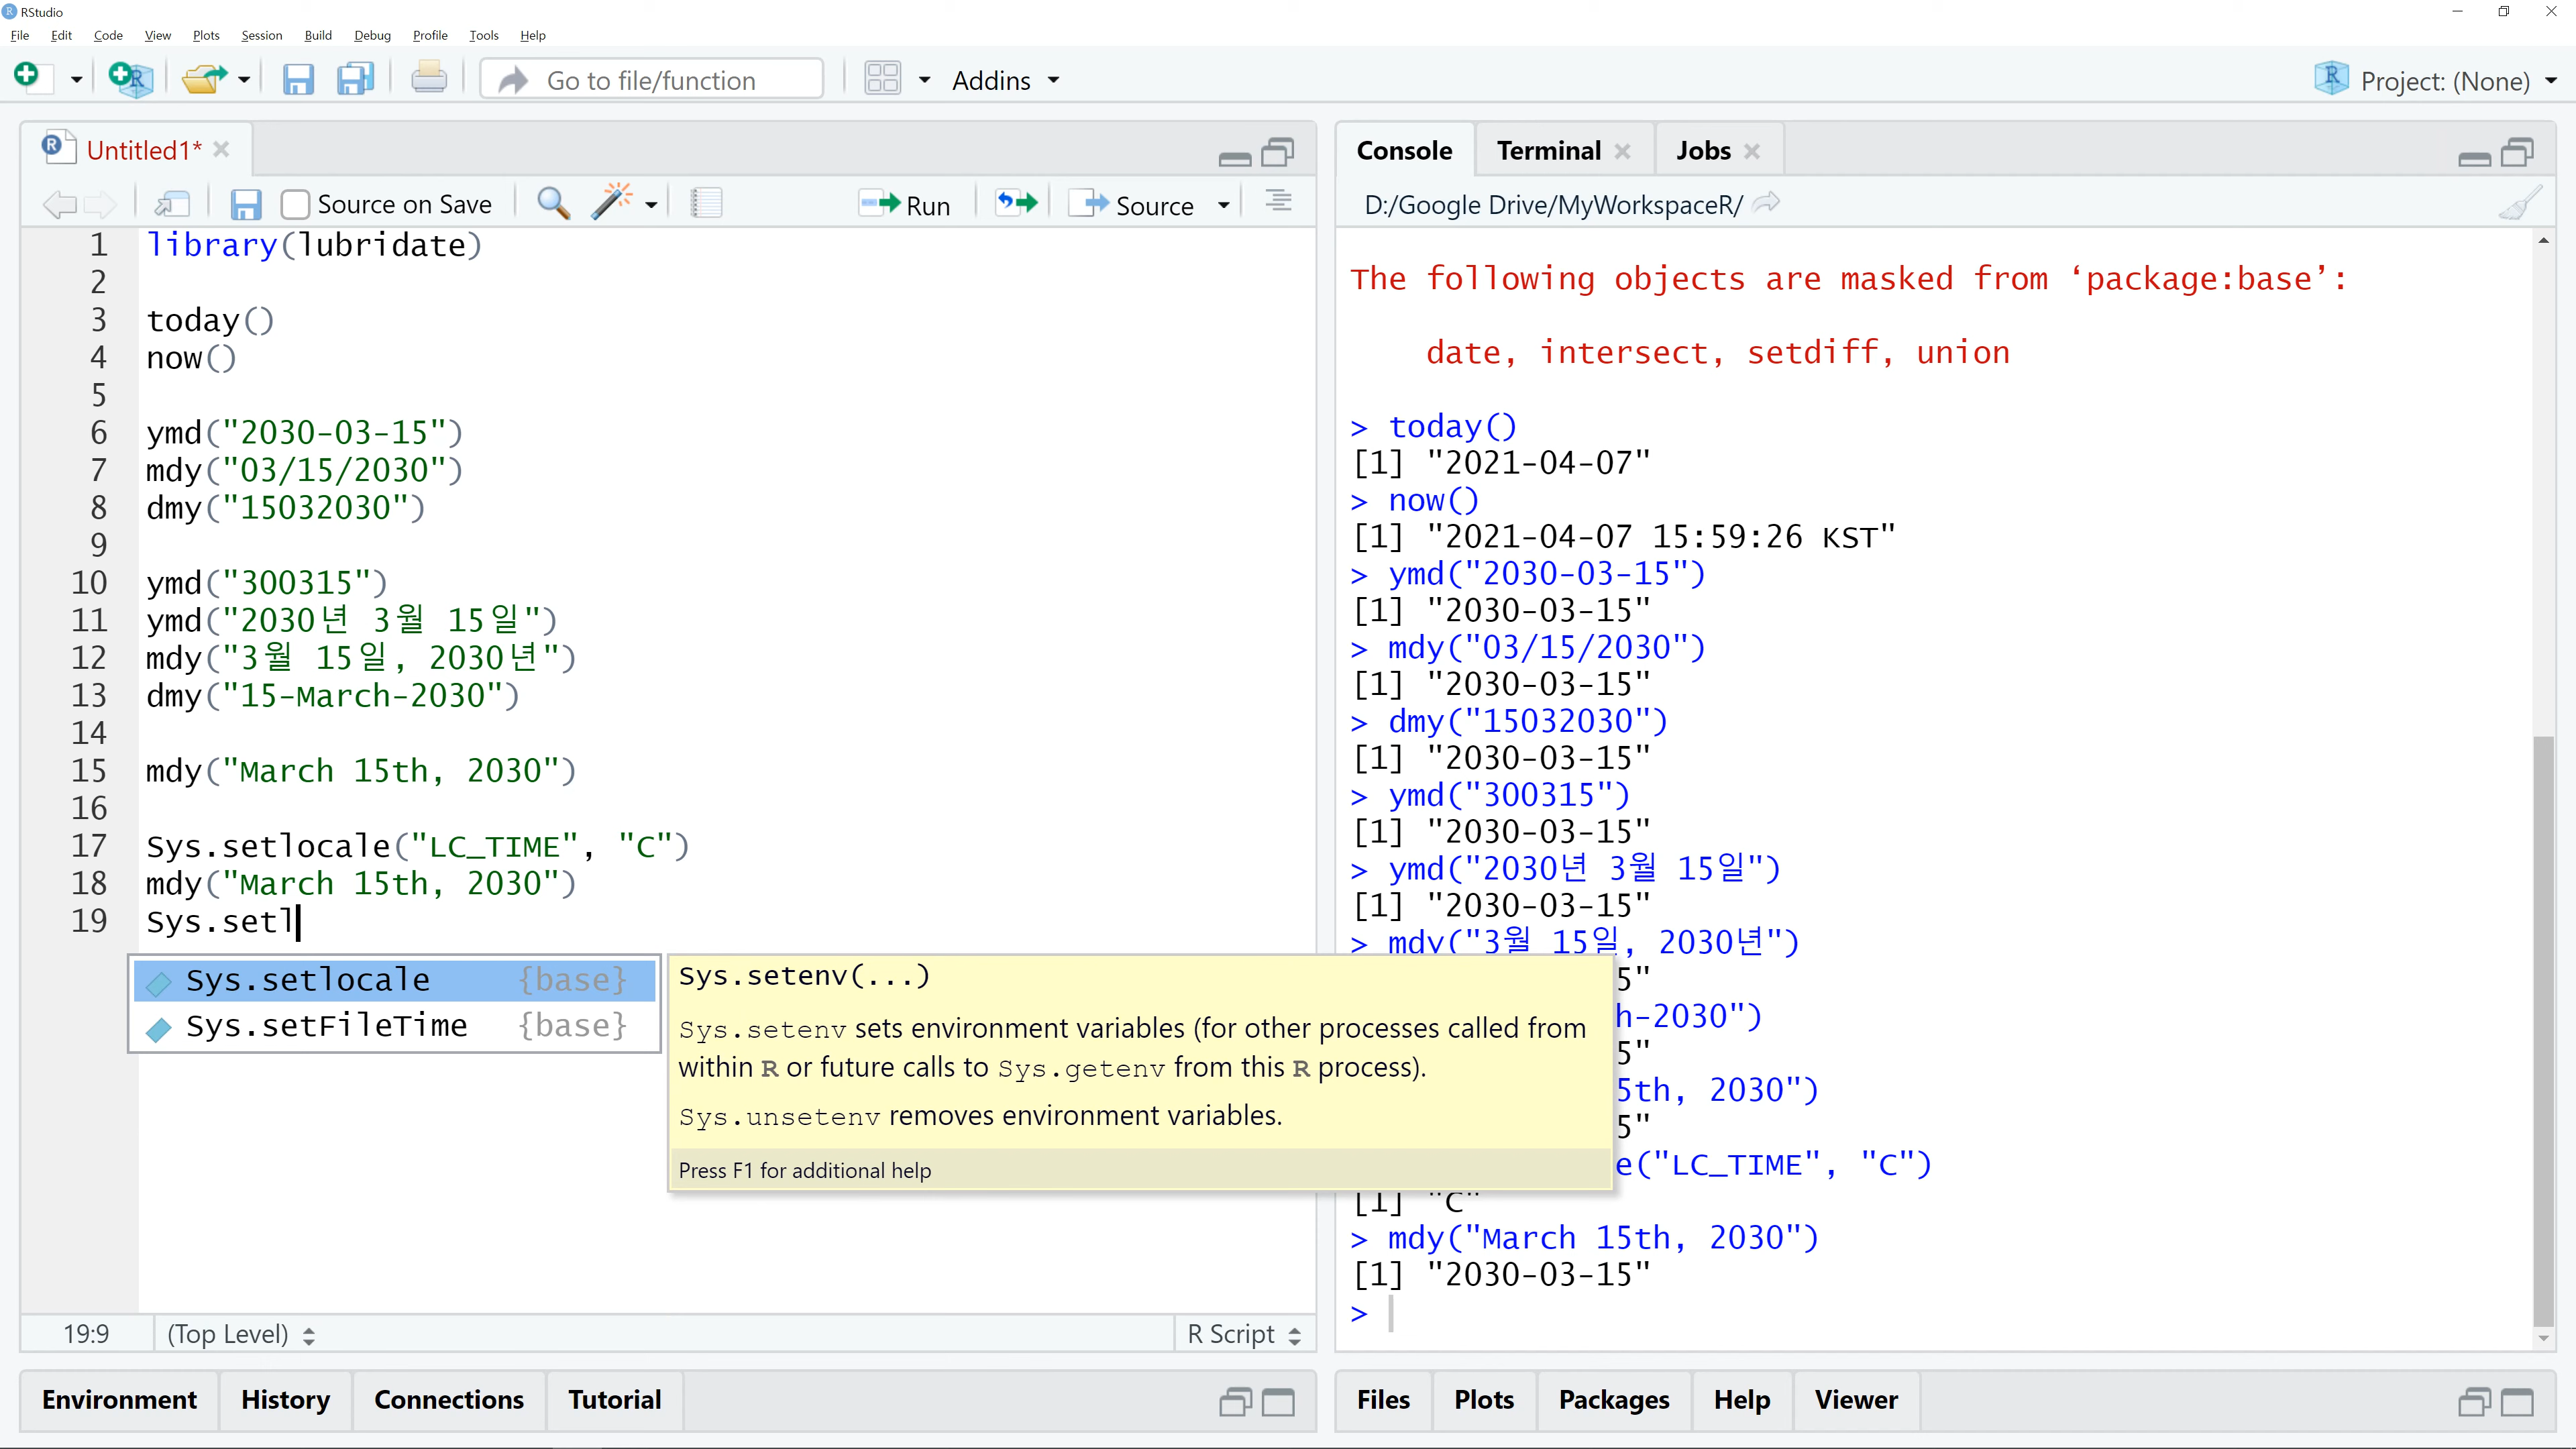 RStudio
File Edit Code View Plots Session Build Debug Profile Tools Help
Go to file/function Addins Project: (None)
Untitled1*
Source on Save Run Source
1 library(lubridate)
2
3 today()
4 now()
5
6 ymd("2030-03-15")
7 mdy("03/15/2030")
8 dmy("15032030")
9
10 ymd("300315")
11 ymd("2030년 3월 15일")
12 mdy("3월 15일, 2030년")
13 dmy("15-March-2030")
14
15 mdy("March 15th, 2030")
16
17 Sys.setlocale("LC_TIME", "C")
18 mdy("March 15th, 2030")
19 Sys.setl
Sys.setlocale {base}
Sys.setFileTime {base}
Sys.setenv(...)
Sys.setenv sets environment variables (for other processes called from
within R or future calls to Sys.getenv from this R process).
Sys.unsetenv removes environment variables.
Press F1 for additional help
19:9 (Top Level) R Script
Environment History Connections Tutorial
Console Terminal Jobs
D:/Google Drive/MyWorkspaceR/
The following objects are masked from ‘package:base’:
date, intersect, setdiff, union
> today()
[1] "2021-04-07"
> now()
[1] "2021-04-07 15:59:26 KST"
> ymd("2030-03-15")
[1] "2030-03-15"
> mdy("03/15/2030")
[1] "2030-03-15"
> dmy("15032030")
[1] "2030-03-15"
> ymd("300315")
[1] "2030-03-15"
> ymd("2030년 3월 15일")
[1] "2030-03-15"
> mdy("3월 15일, 2030년")
5"
h-2030")
5"
5th, 2030")
5"
e("LC_TIME", "C")
[1] "C"
> mdy("March 15th, 2030")
[1] "2030-03-15"
>
Files Plots Packages Help Viewer